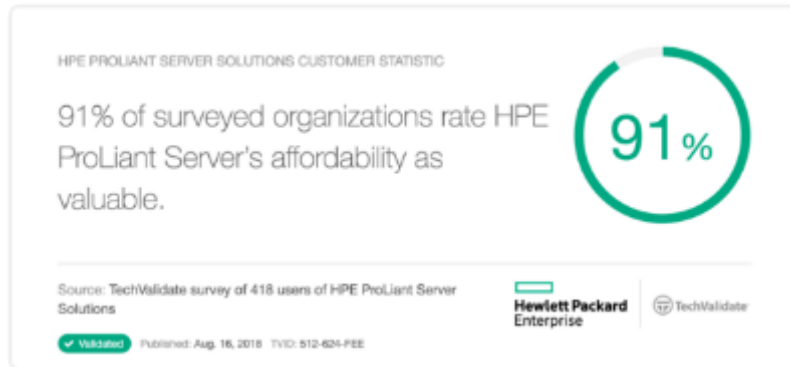 HPE PROLIANT SERVER SOLUTIONS CUSTOMER STATISTIC
91% of surveyed organizations rate HPE
ProLiant Server's affordability as
valuable.
91%
Source: TechValidate survey of 418 users of HPE ProLiant Server
Solutions
Validated Published: Aug. 16, 2018 TVID: 512-624-FEE
Hewlett Packard
Enterprise
TechValidate